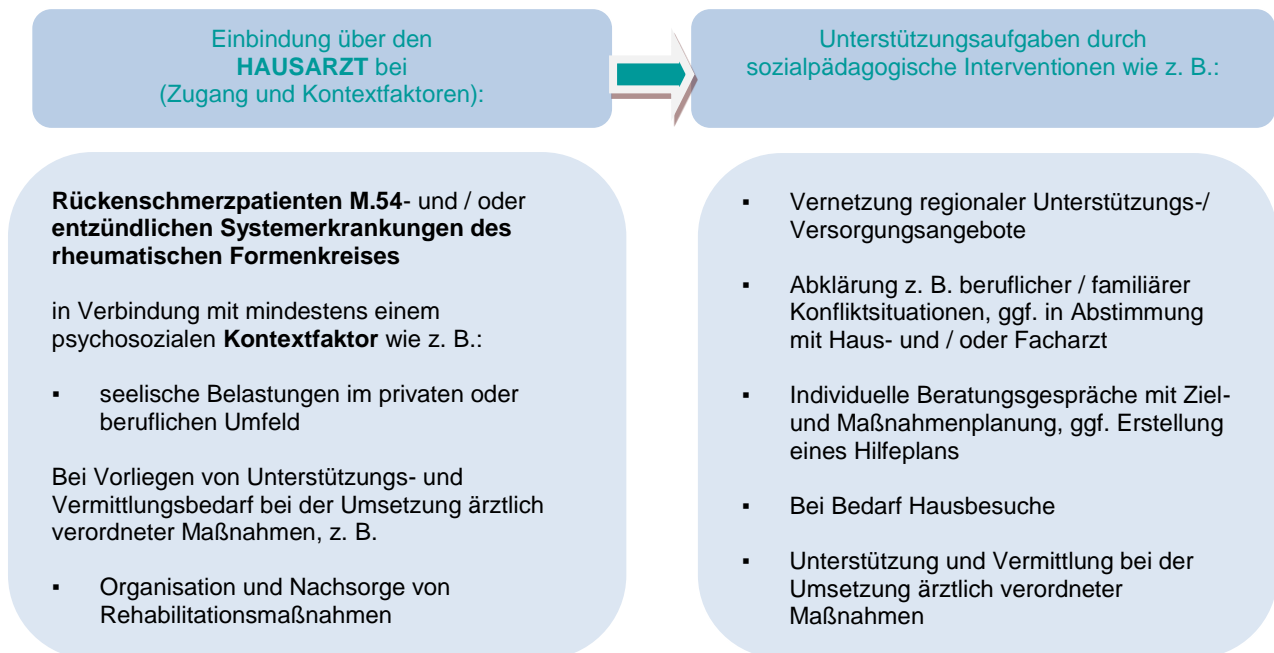 Einbindung über den
HAUSARZT bei
(Zugang und Kontextfaktoren):
Unterstützungsaufgaben durch
sozialpädagogische Interventionen wie z. B.:
Rückenschmerzpatienten M.54- und / oder
entzündlichen Systemerkrankungen des
rheumatischen Formenkreises
in Verbindung mit mindestens einem
psychosozialen Kontextfaktor wie z. B.:
▪ seelische Belastungen im privaten oder
beruflichen Umfeld
Bei Vorliegen von Unterstützungs- und
Vermittlungsbedarf bei der Umsetzung ärztlich
verordneter Maßnahmen, z. B.
▪ Organisation und Nachsorge von
Rehabilitationsmaßnahmen
▪ Vernetzung regionaler Unterstützungs-/
Versorgungsangebote
▪ Abklärung z. B. beruflicher / familiärer
Konfliktsituationen, ggf. in Abstimmung
mit Haus- und / oder Facharzt
▪ Individuelle Beratungsgespräche mit Ziel-
und Maßnahmenplanung, ggf. Erstellung
eines Hilfeplans
▪ Bei Bedarf Hausbesuche
▪ Unterstützung und Vermittlung bei der
Umsetzung ärztlich verordneter
Maßnahmen